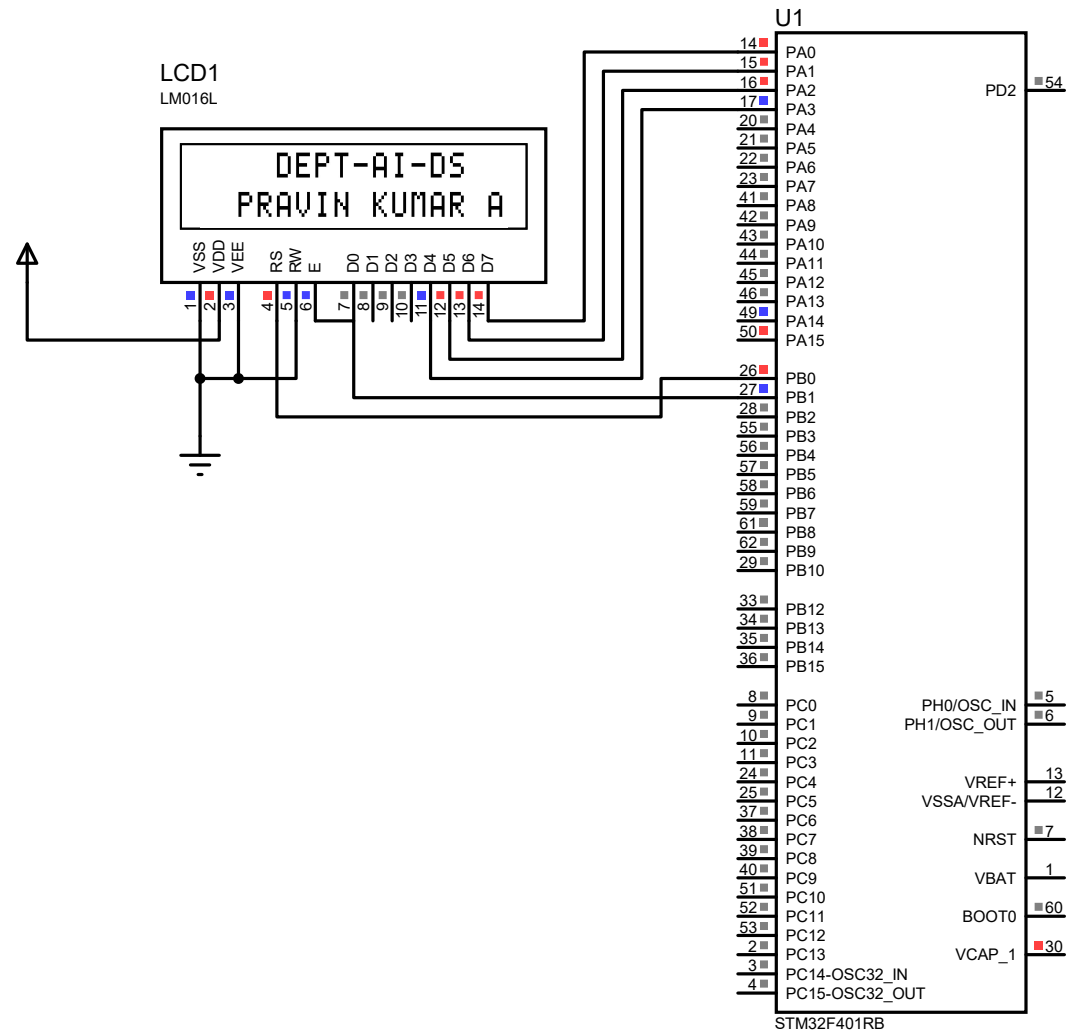 U1
LCD1
LM016L
DEPT-AI-DS
PRAVIN KUMAR A
VSS
VDD
VEE
RS
RW
E
D0
D1
D2
D3
D4
D5
D6
D7
1
2
3
4
5
6
7
8
9
10
11
12
13
14
14 PA0
15 PA1
16 PA2
17 PA3
20 PA4
21 PA5
22 PA6
23 PA7
41 PA8
42 PA9
43 PA10
44 PA11
45 PA12
46 PA13
49 PA14
50 PA15
26 PB0
27 PB1
28 PB2
55 PB3
56 PB4
57 PB5
58 PB6
59 PB7
61 PB8
62 PB9
29 PB10
33 PB12
34 PB13
35 PB14
36 PB15
8 PC0
9 PC1
10 PC2
11 PC3
24 PC4
25 PC5
37 PC6
38 PC7
39 PC8
40 PC9
51 PC10
52 PC11
53 PC12
2 PC13
3 PC14-OSC32_IN
4 PC15-OSC32_OUT
PD2 54
PH0/OSC_IN 5
PH1/OSC_OUT 6
VREF+ 13
VSSA/VREF- 12
NRST 7
VBAT 1
BOOT0 60
VCAP_1 30
STM32F401RB